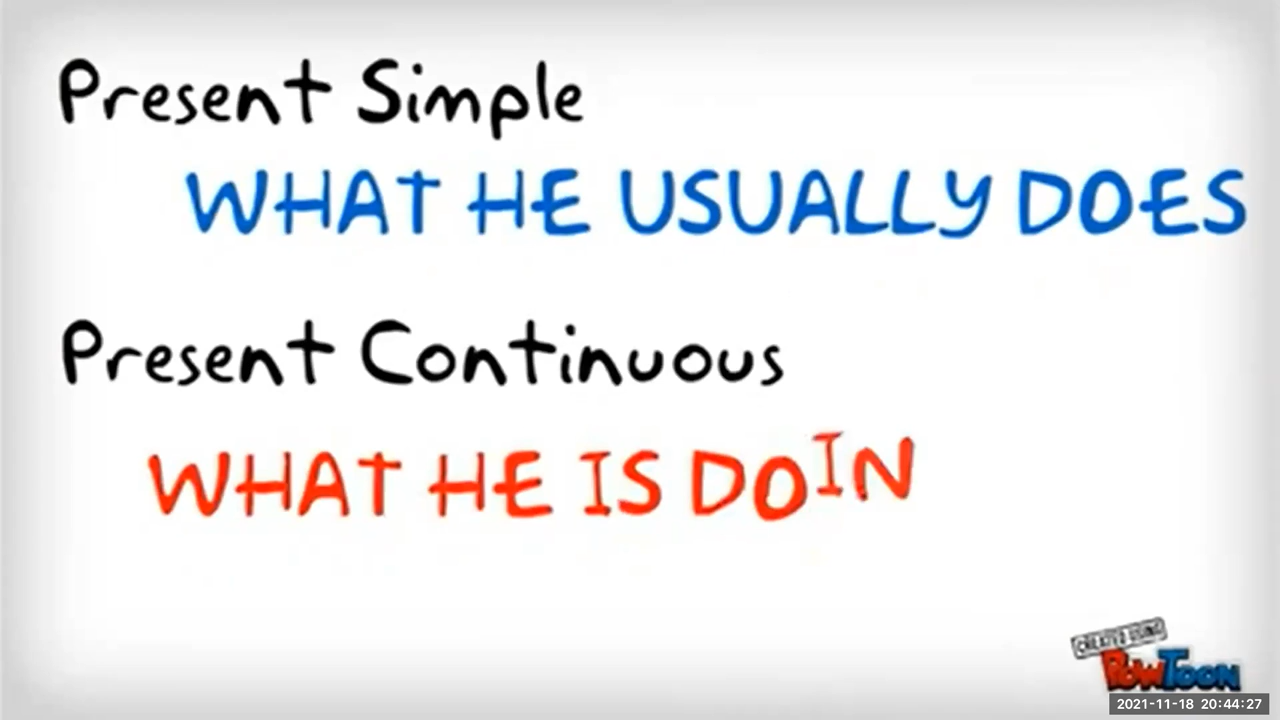 Present Simple
WHAT HE USUALLY DOES
Present Continuous
WHAT HE IS DOIN
CREATED USING
POWTOON
2021-11-18 20:44:27